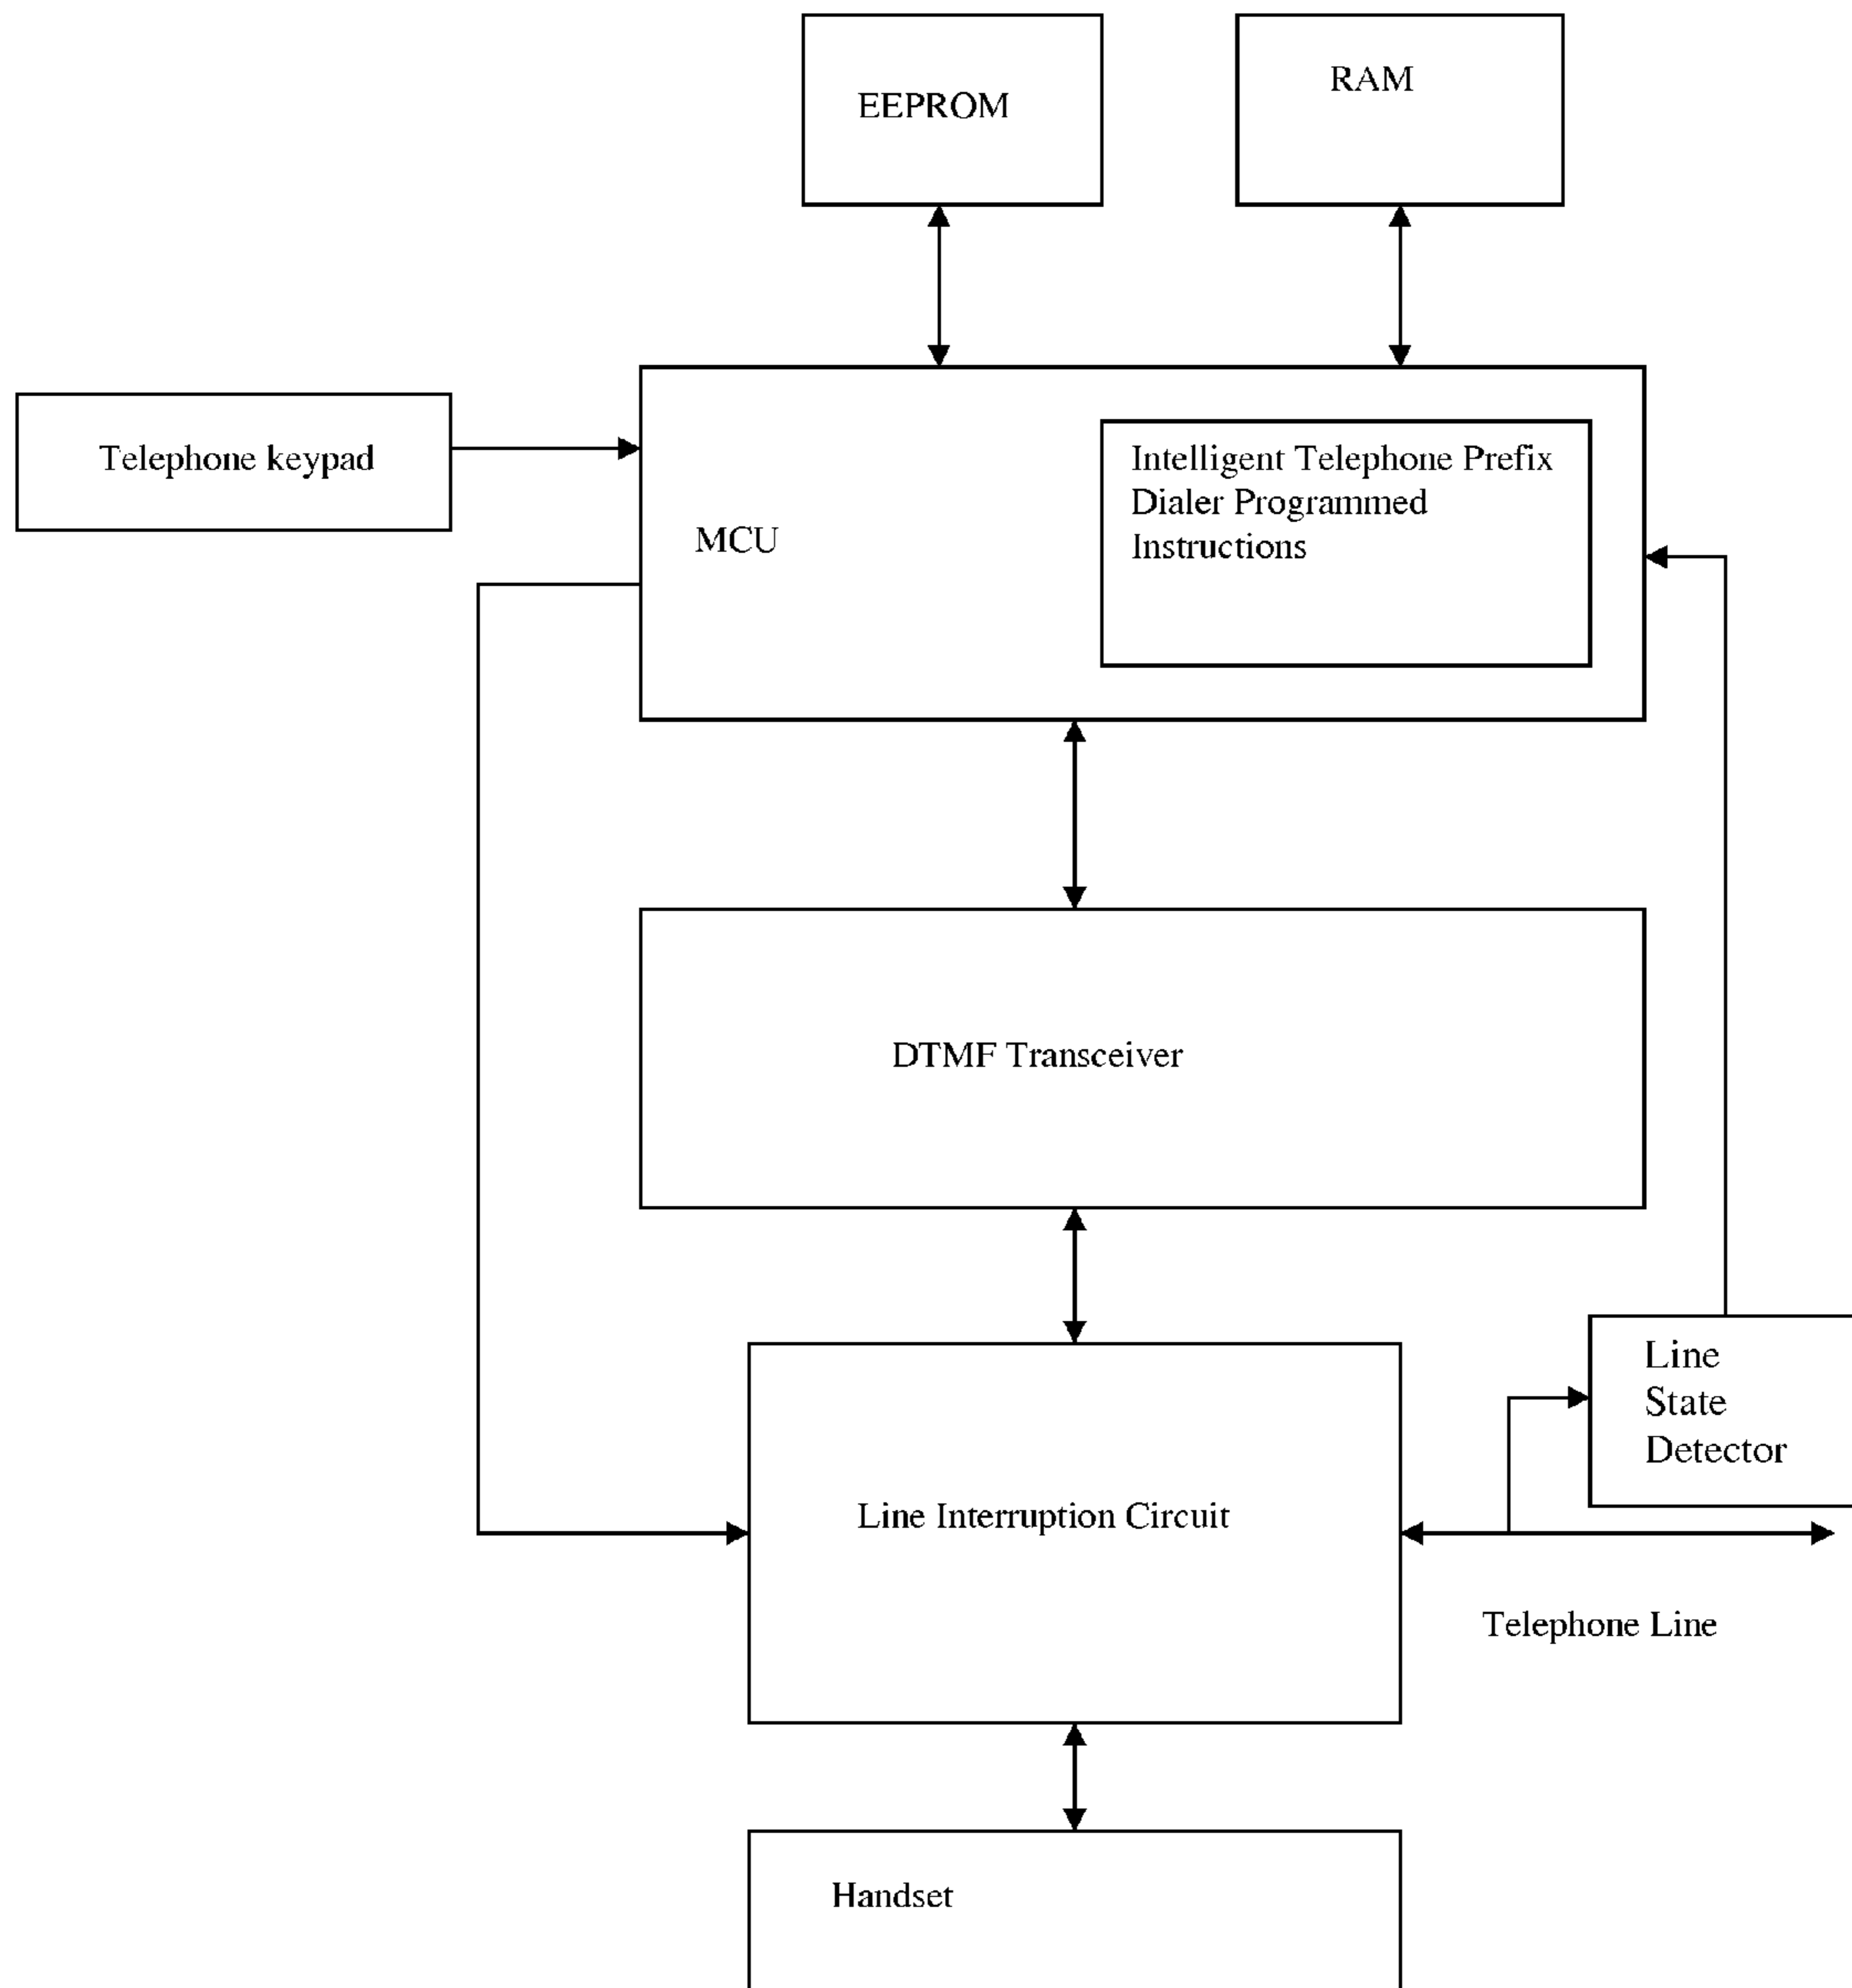 EEPROM
RAM
Telephone keypad
MCU
Intelligent Telephone Prefix
Dialer Programmed
Instructions
DTMF Transceiver
Line
State
Detector
Line Interruption Circuit
Telephone Line
Handset